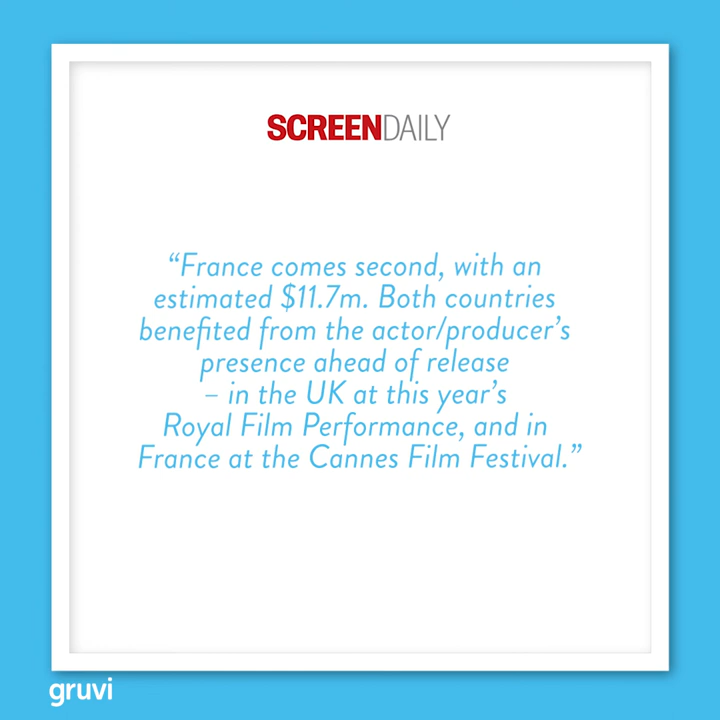 SCREENDAILY
“France comes second, with an
estimated $11.7m. Both countries
benefited from the actor/producer’s
presence ahead of release
– in the UK at this year’s
Royal Film Performance, and in
France at the Cannes Film Festival.”
gruvi